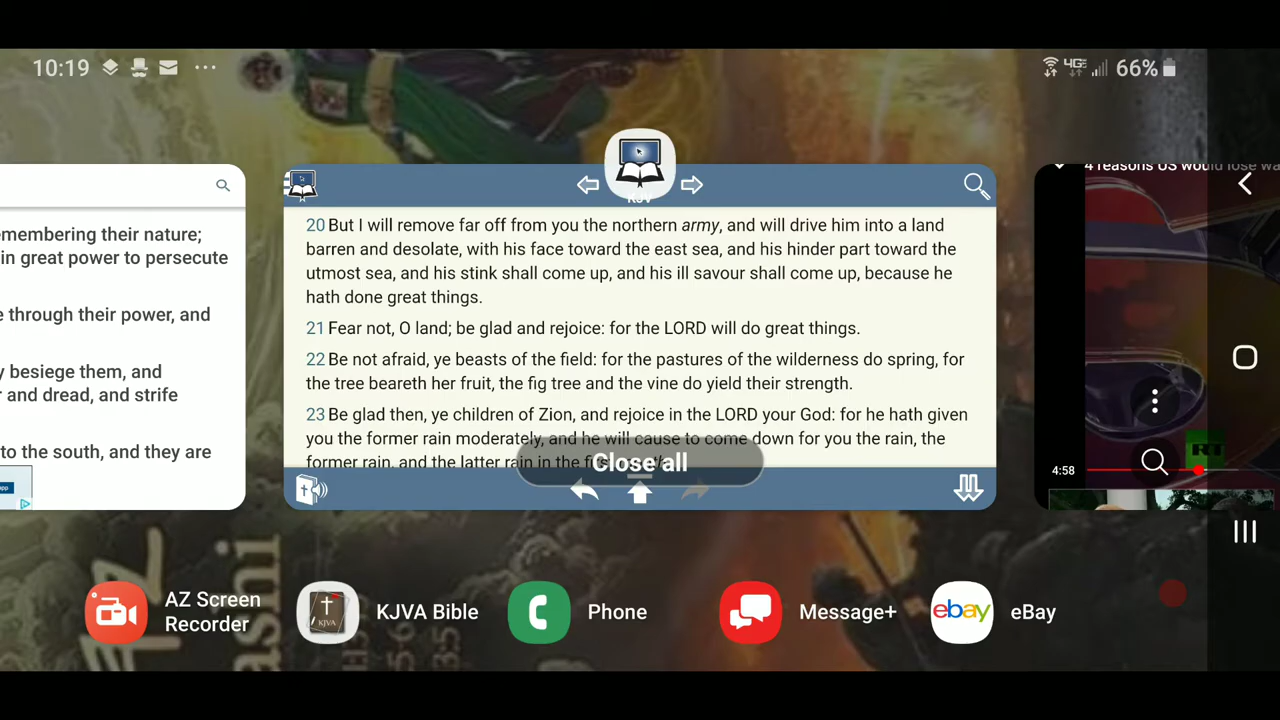 10:19
4GE 66%
4 reasons US would lose wa
KJV
emembering their nature;
in great power to persecute
e through their power, and
y besiege them, and
r and dread, and strife
to the south, and they are
app
20 But I will remove far off from you the northern army, and will drive him into a land
barren and desolate, with his face toward the east sea, and his hinder part toward the
utmost sea, and his stink shall come up, and his ill savour shall come up, because he
hath done great things.
21 Fear not, O land; be glad and rejoice: for the LORD will do great things.
22 Be not afraid, ye beasts of the field: for the pastures of the wilderness do spring, for
the tree beareth her fruit, the fig tree and the vine do yield their strength.
23 Be glad then, ye children of Zion, and rejoice in the LORD your God: for he hath given
you the former rain moderately, and he will cause to come down for you the rain, the
former rain, and the latter rain in the
Close all
RT
4:58
AZ Screen
Recorder
KJVA
KJVA Bible
Phone
Message+
ebay
eBay